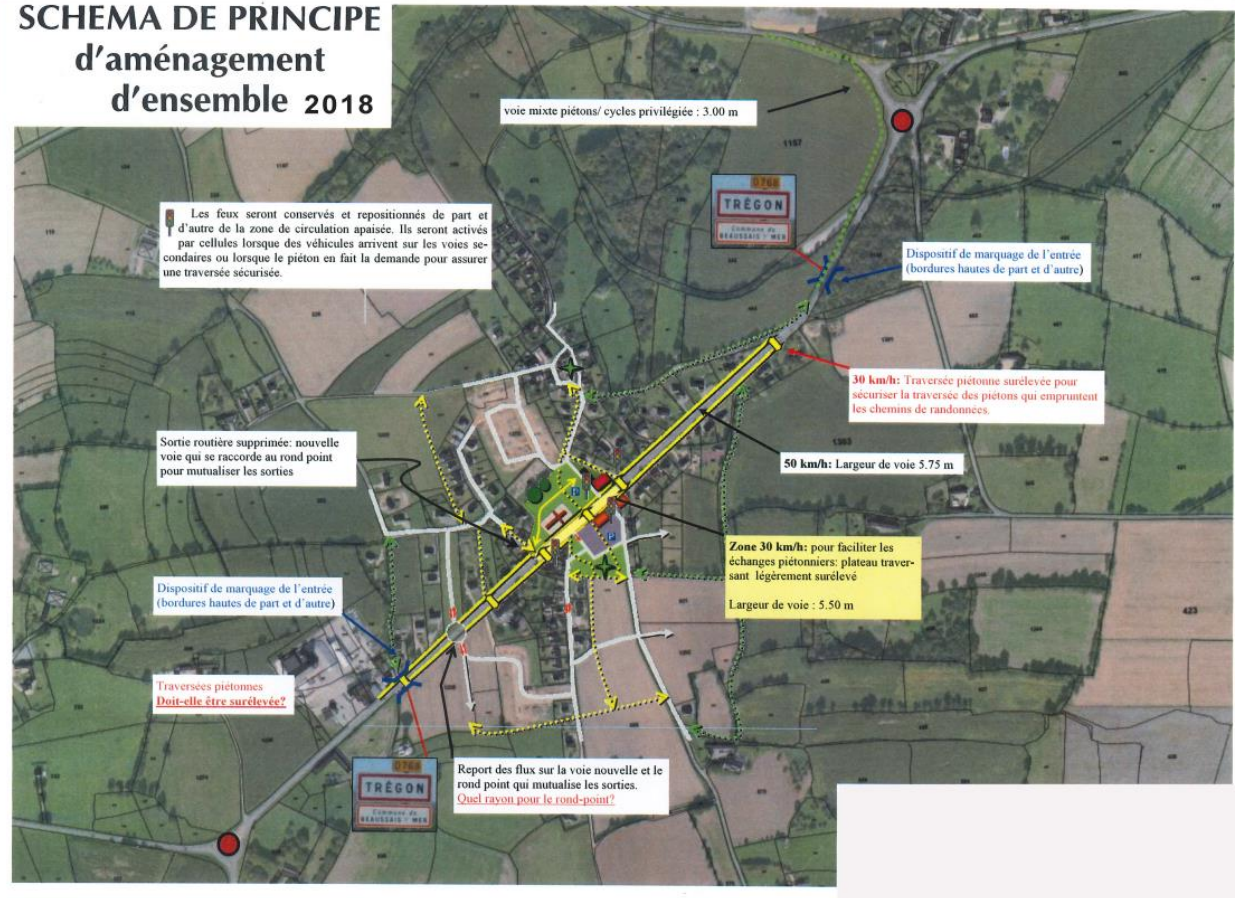 SCHEMA DE PRINCIPE
d'aménagement
d'ensemble 2018
voie mixte piétons/ cycles privilégiée : 3.00 m
1157
D768
TRÉGON
Commune de
BEAUSSAIS S/ MER
Les feux seront conservés et repositionnés de part et
d'autre de la zone de circulation apaisée. Ils seront activés
par cellules lorsque des véhicules arrivent sur les voies se-
condaires ou lorsque le piéton en fait la demande pour assurer
une traversée sécurisée.
Dispositif de marquage de l'entrée
(bordures hautes de part et d'autre)
30 km/h: Traversée piétonne surélevée pour
sécuriser la traversée des piétons qui empruntent
les chemins de randonnées.
Sortie routière supprimée: nouvelle
voie qui se raccorde au rond point
pour mutualiser les sorties
50 km/h: Largeur de voie 5.75 m
P
P
Zone 30 km/h: pour faciliter les
échanges piétonniers: plateau traver-
sant légèrement surélevé
Largeur de voie : 5.50 m
Dispositif de marquage de l'entrée
(bordures hautes de part et d'autre)
423
Traversées piétonnes
Doit-elle être surélevée?
D768
TRÉGON
Commune de
BEAUSSAIS S/ MER
Report des flux sur la voie nouvelle et le
rond point qui mutualise les sorties.
Quel rayon pour le rond-point?